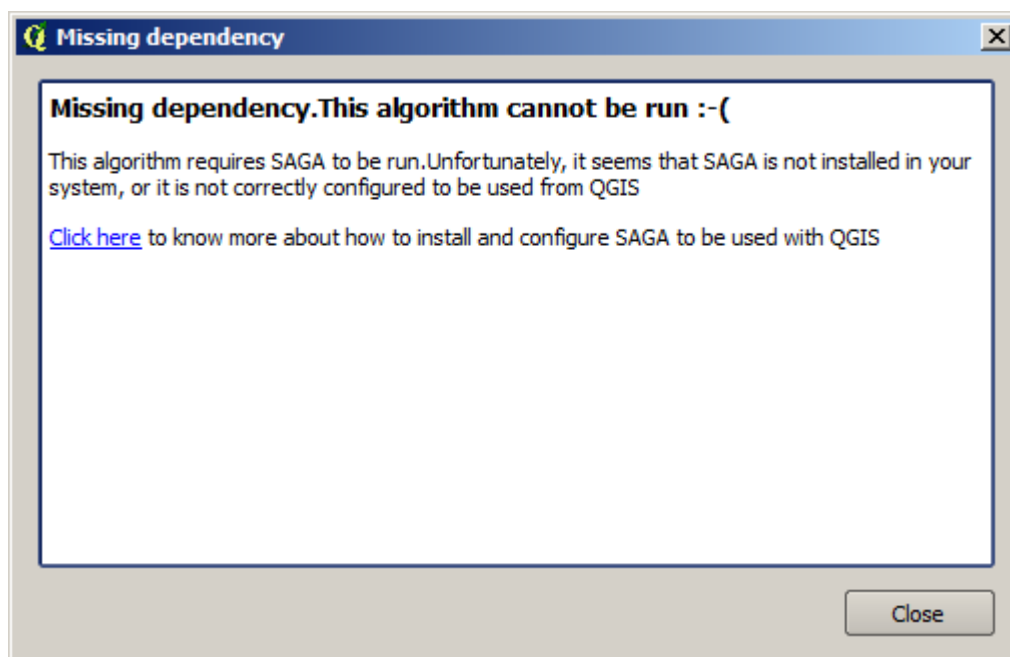 Missing dependency
Missing dependency.This algorithm cannot be run :-(
This algorithm requires SAGA to be run.Unfortunately, it seems that SAGA is not installed in your
system, or it is not correctly configured to be used from QGIS
Click here to know more about how to install and configure SAGA to be used with QGIS
Close